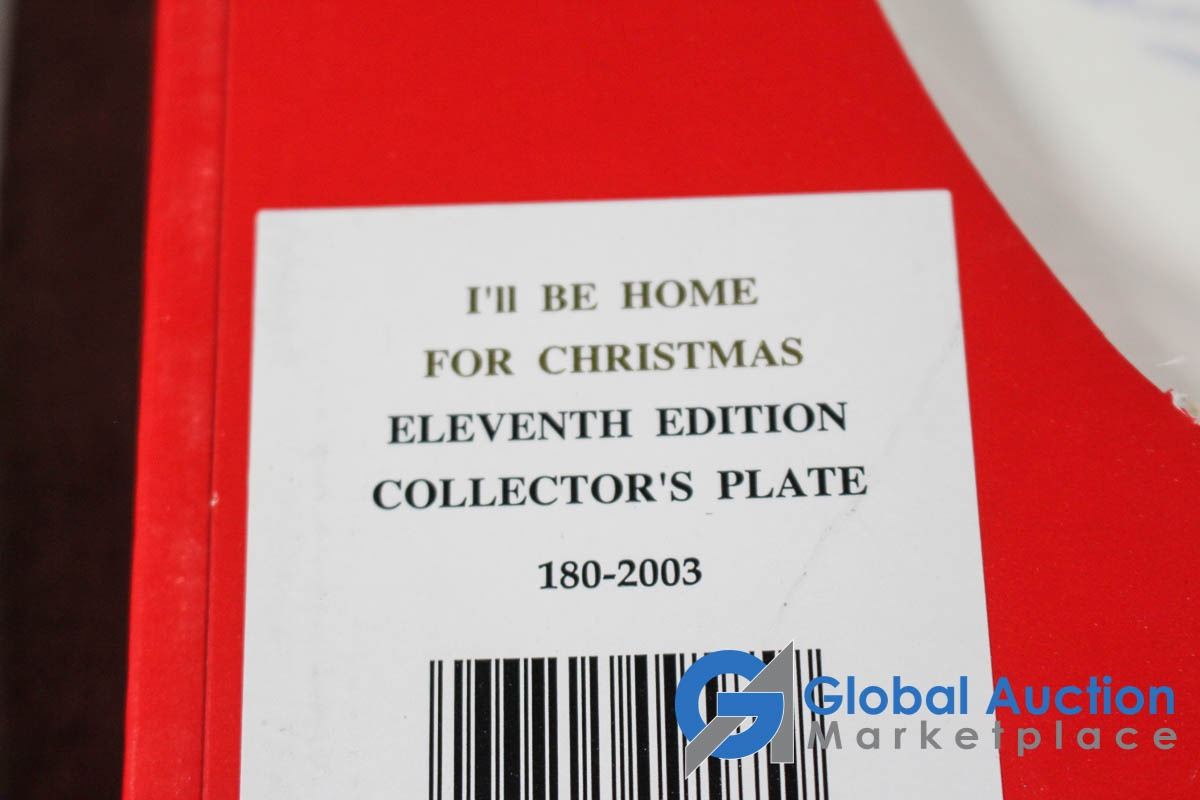 I'll BE HOME
FOR CHRISTMAS
ELEVENTH EDITION
COLLECTOR'S PLATE
180-2003
Global Auction
Marketplace